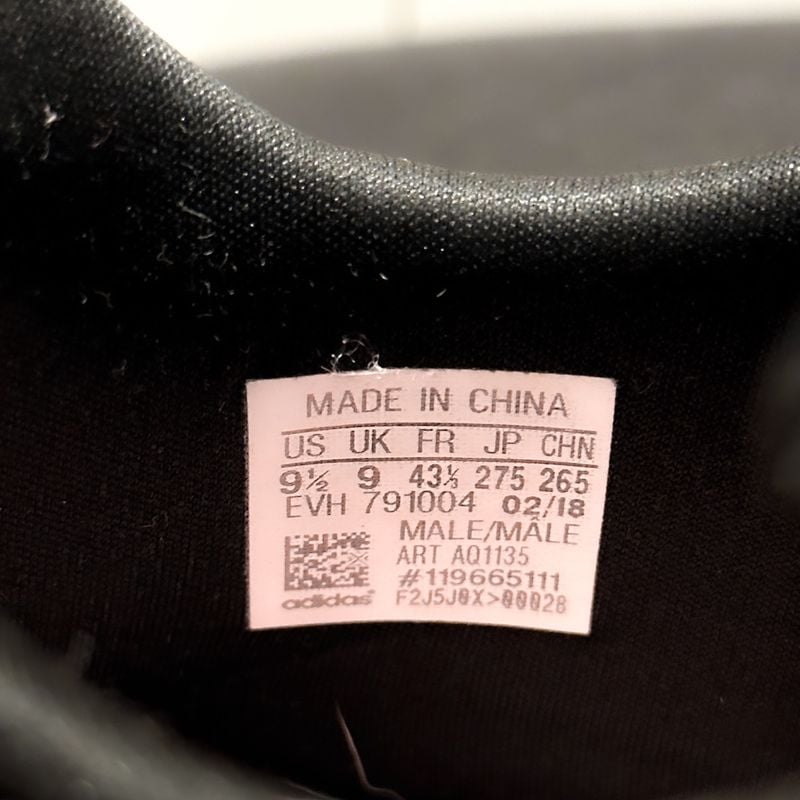 MADE IN CHINA
US UK FR JP CHN
9½ 9 43⅓ 275 265
EVH 791004 02/18
MALE/MÂLE
ART AQ1135
#119665111
adidas F2J5J0X>00028